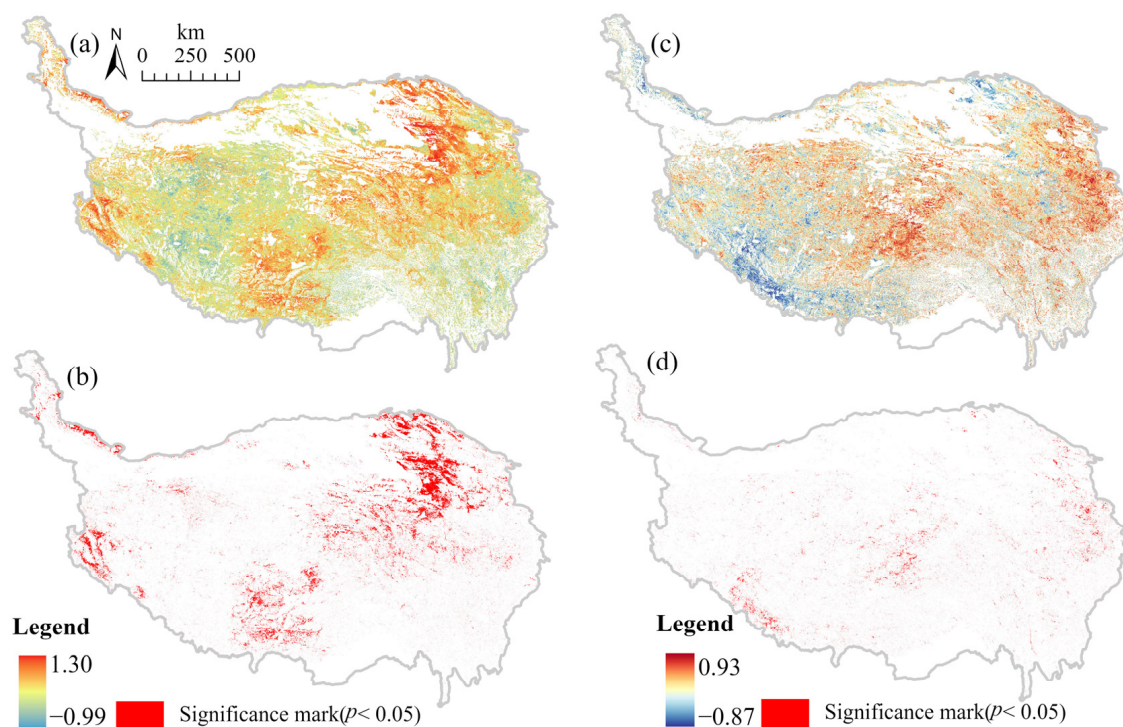 (a)
N
km
0 250 500
(c)
(b)
(d)
Legend
1.30
−0.99
Significance mark(p< 0.05)
Legend
0.93
−0.87
Significance mark(p< 0.05)